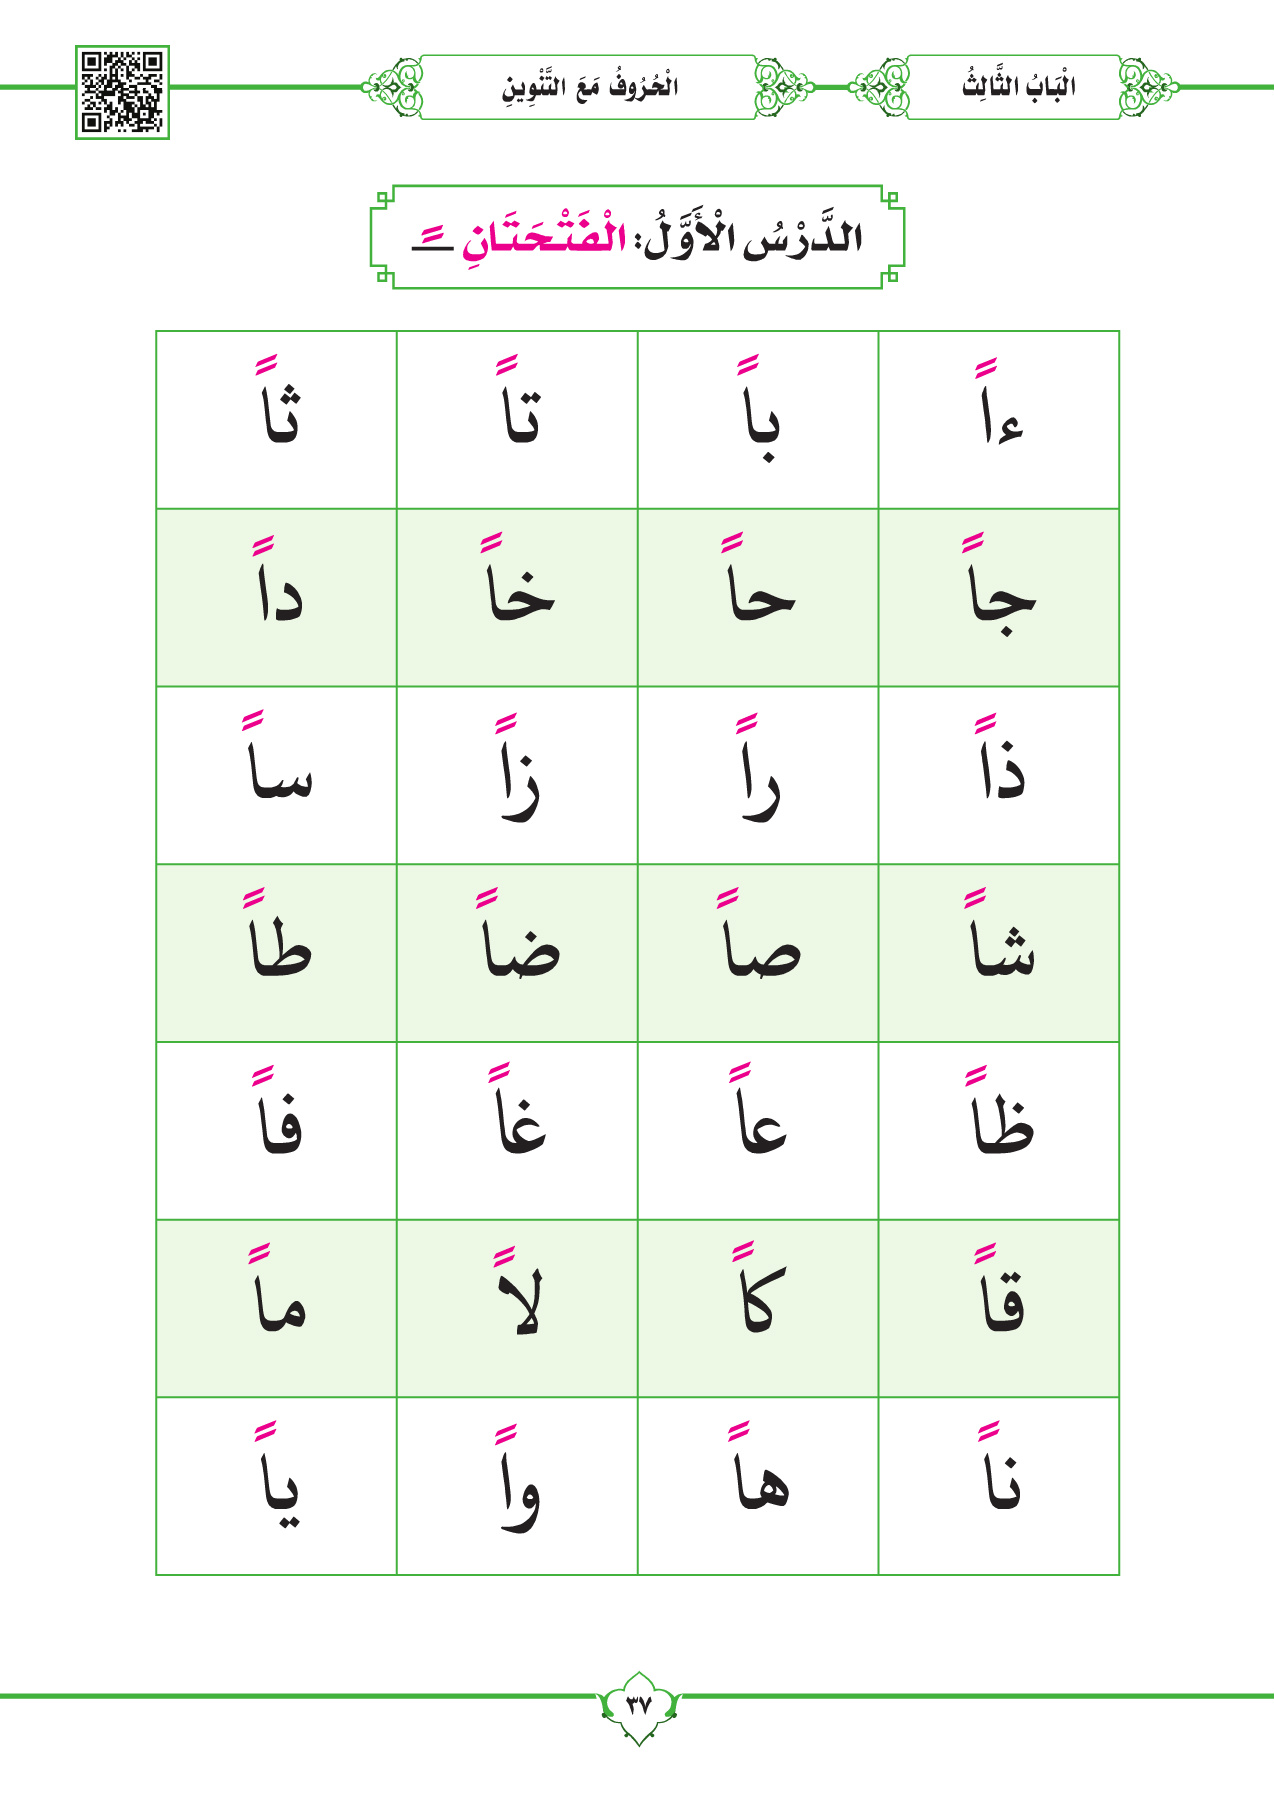 الْبَابُ الثَّالِثُ الْحُرُوفُ مَعَ التَّنْوِينِ
الدَّرْسُ الْأَوَّلُ: الْفَتْحَتَانِ ـً
ءاً باً تاً ثاً
جاً حاً خاً داً
ذاً راً زاً ساً
شاً صاً ضاً طاً
ظاً عاً غاً فاً
قاً كاً لاً ماً
ناً هاً واً ياً
٣٧